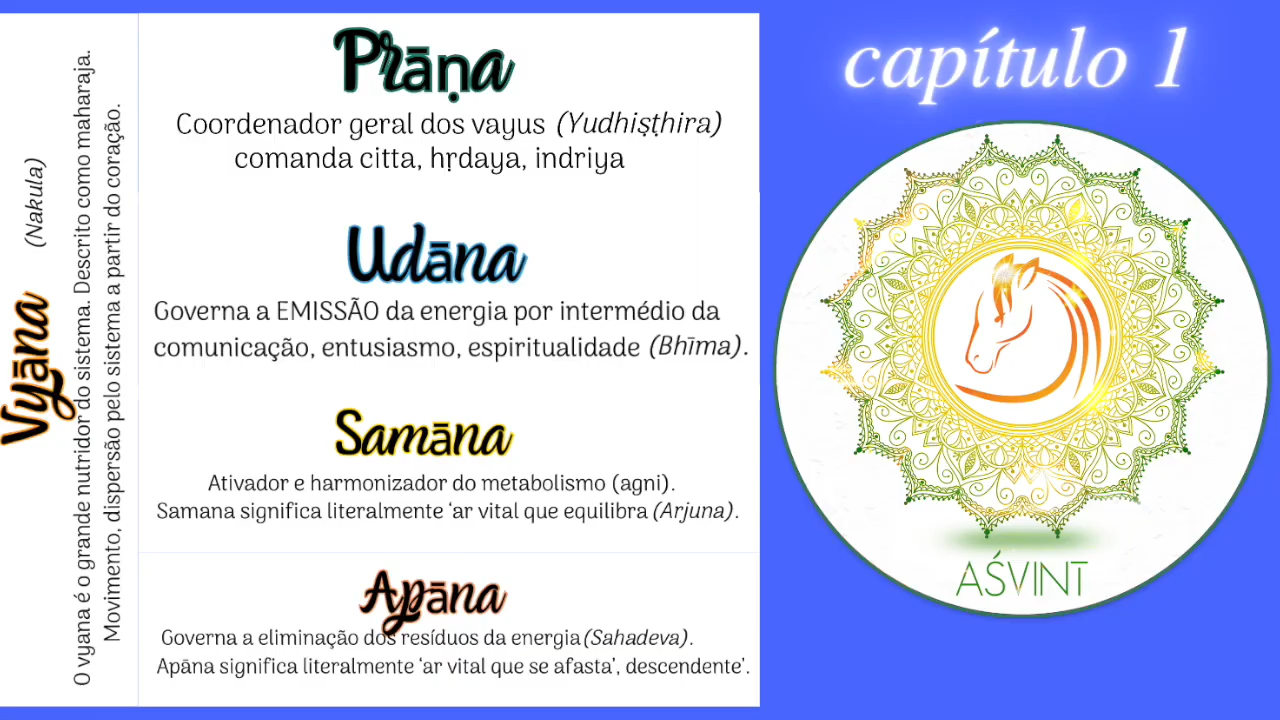 Vyāna
(Nakula)
O vyana é o grande nutridor do sistema. Descrito como maharaja.
Movimento, dispersão pelo sistema a partir do coração.
Prāṇa
Coordenador geral dos vayus (Yudhiṣṭhira)
comanda citta, hṛdaya, indriya
Udāna
Governa a EMISSÃO da energia por intermédio da
comunicação, entusiasmo, espiritualidade (Bhīma).
Samāna
Ativador e harmonizador do metabolismo (agni).
Samana significa literalmente ‘ar vital que equilibra (Arjuna).
Apāna
Governa a eliminação dos resíduos da energia (Sahadeva).
Apāna significa literalmente ‘ar vital que se afasta’, descendente’.
capítulo 1
AŚVINT